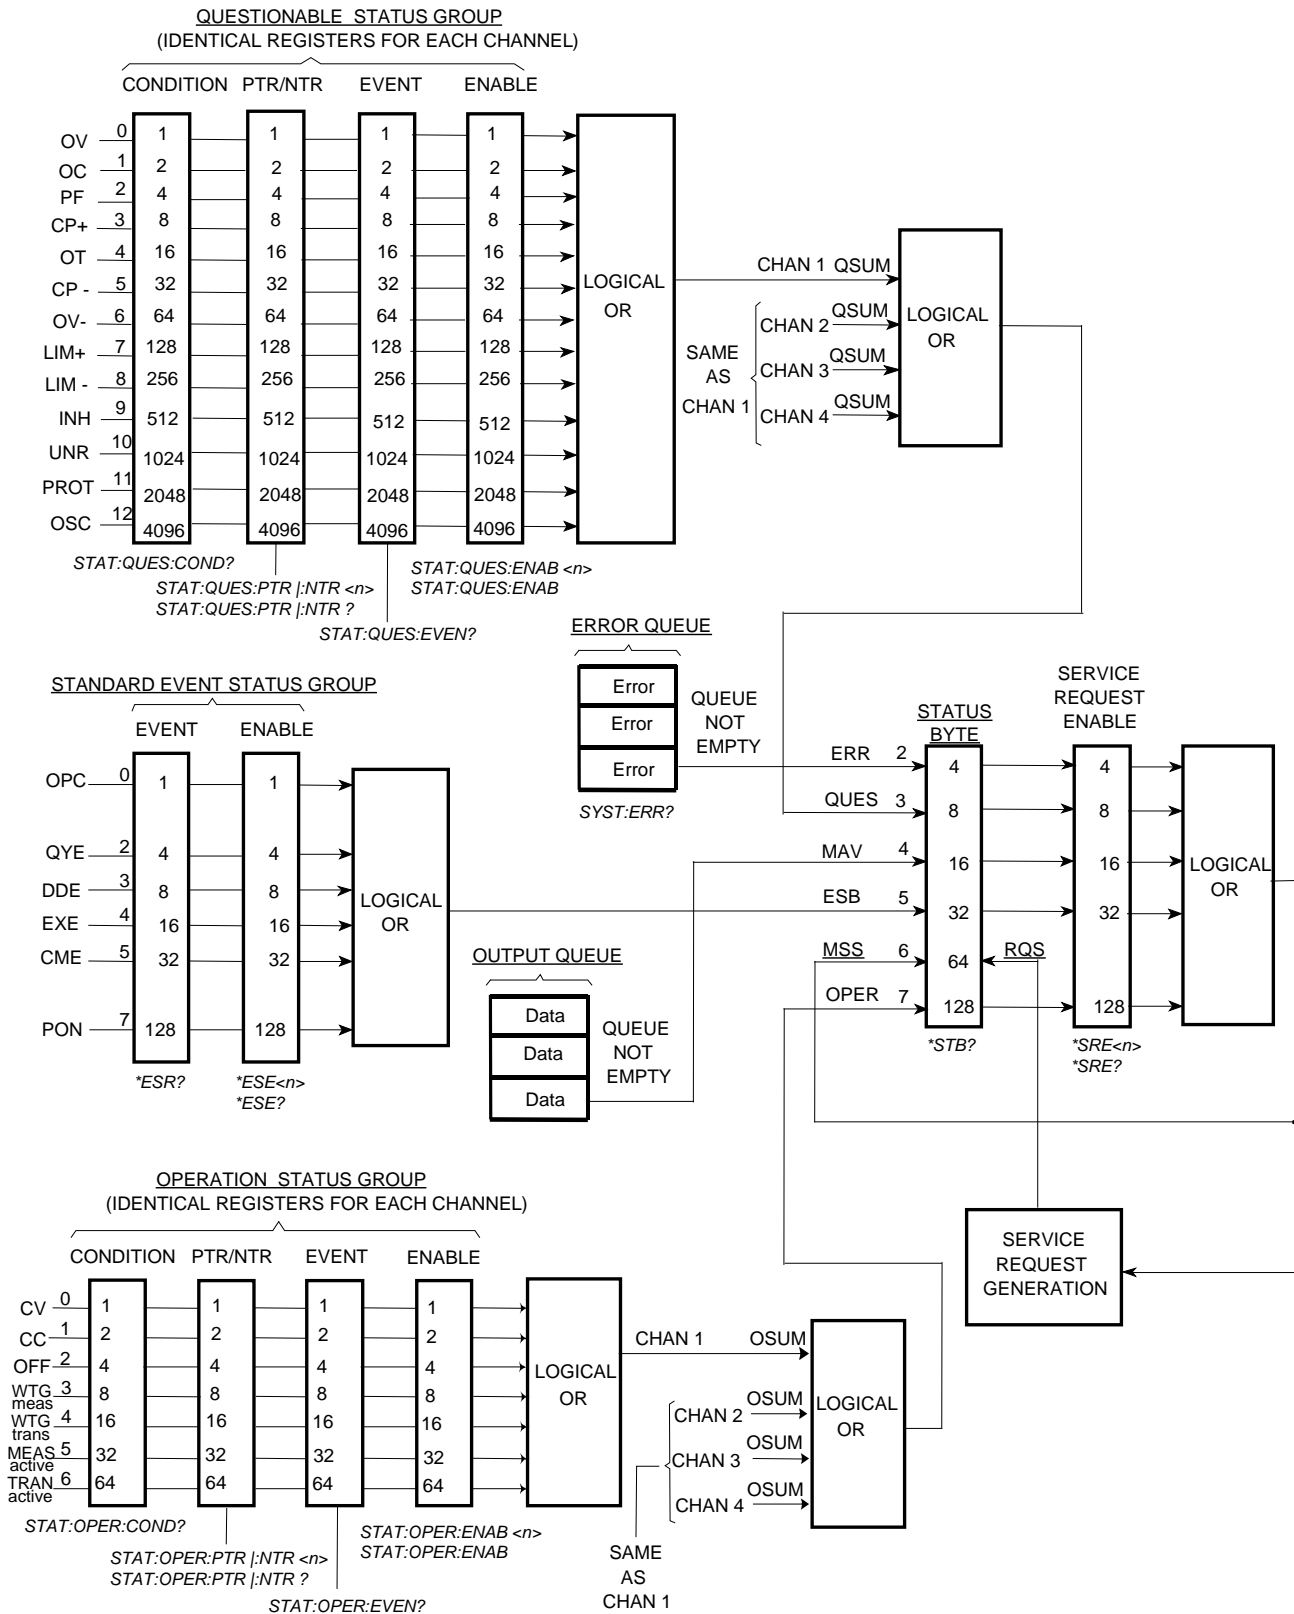 QUESTIONABLE STATUS GROUP
(IDENTICAL REGISTERS FOR EACH CHANNEL)
CONDITION PTR/NTR EVENT ENABLE
OV 0 1 1 1 1
OC 1 2 2 2 2
PF 2 4 4 4 4
CP+ 3 8 8 8 8
OT 4 16 16 16 16
CP - 5 32 32 32 32
OV- 6 64 64 64 64
LIM+ 7 128 128 128 128
LIM - 8 256 256 256 256
INH 9 512 512 512 512
UNR 10 1024 1024 1024 1024
PROT 11 2048 2048 2048 2048
OSC 12 4096 4096 4096 4096
LOGICAL
OR
STAT:QUES:COND?
STAT:QUES:PTR |:NTR <n>
STAT:QUES:PTR |:NTR ?
STAT:QUES:EVEN?
STAT:QUES:ENAB <n>
STAT:QUES:ENAB
CHAN 1 QSUM
CHAN 2 QSUM
CHAN 3 QSUM
CHAN 4 QSUM
SAME
AS
CHAN 1
LOGICAL
OR
ERROR QUEUE
Error
Error
Error
QUEUE
NOT
EMPTY
SYST:ERR?
STANDARD EVENT STATUS GROUP
EVENT ENABLE
OPC 0 1 1
QYE 2 4 4
DDE 3 8 8
EXE 4 16 16
CME 5 32 32
PON 7 128 128
LOGICAL
OR
*ESR?
*ESE<n>
*ESE?
OUTPUT QUEUE
Data
Data
Data
QUEUE
NOT
EMPTY
STATUS
BYTE
SERVICE
REQUEST
ENABLE
ERR 2 4 4
QUES 3 8 8
MAV 4 16 16
ESB 5 32 32
MSS 6 64 RQS
OPER 7 128 128
LOGICAL
OR
*STB?
*SRE<n>
*SRE?
SERVICE
REQUEST
GENERATION
OPERATION STATUS GROUP
(IDENTICAL REGISTERS FOR EACH CHANNEL)
CONDITION PTR/NTR EVENT ENABLE
CV 0 1 1 1 1
CC 1 2 2 2 2
OFF 2 4 4 4 4
WTG meas 3 8 8 8 8
WTG trans 4 16 16 16 16
MEAS active 5 32 32 32 32
TRAN active 6 64 64 64 64
LOGICAL
OR
STAT:OPER:COND?
STAT:OPER:PTR |:NTR <n>
STAT:OPER:PTR |:NTR ?
STAT:OPER:EVEN?
STAT:OPER:ENAB <n>
STAT:OPER:ENAB
CHAN 1 OSUM
CHAN 2 OSUM
CHAN 3 OSUM
CHAN 4 OSUM
SAME
AS
CHAN 1
LOGICAL
OR